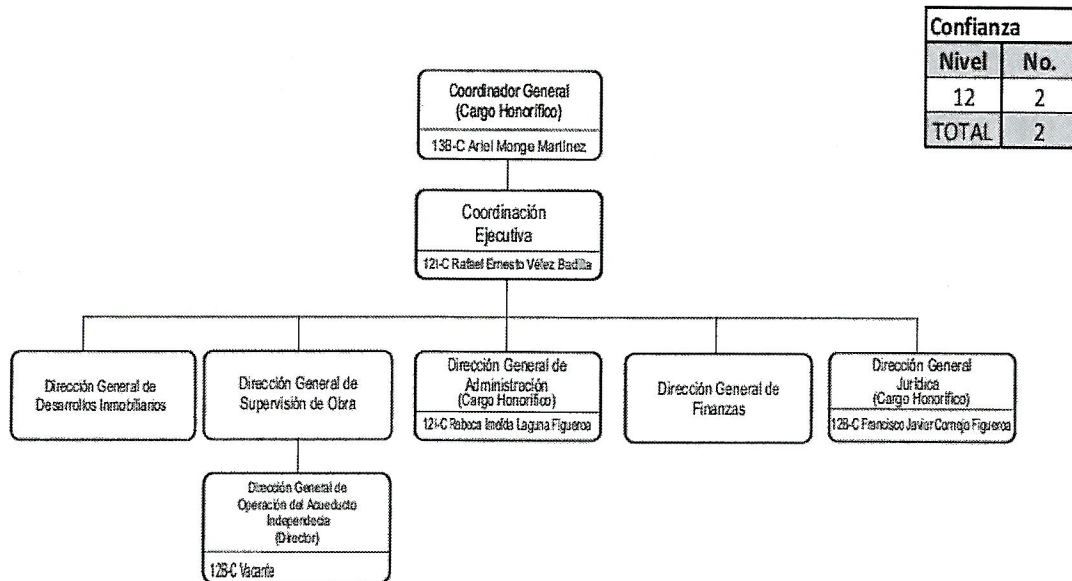 Confianza
Nivel No.
12 2
TOTAL 2
Coordinador General
(Cargo Honorífico)
13B-C Ariel Monge Martínez
Coordinación
Ejecutiva
12I-C Rafael Ernesto Vélez Badilla
Dirección General de
Desarrollos Inmobiliarios
Dirección General de
Supervisión de Obra
Dirección General de
Administración
(Cargo Honorífico)
12I-C Rebeca Imelda Laguna Figueroa
Dirección General de
Finanzas
Dirección General
Jurídica
(Cargo Honorífico)
12B-C Francisco Javier Cornejo Figueroa
Dirección General de
Operación del Acueducto
Independecia
(Director)
12B-C Vacante